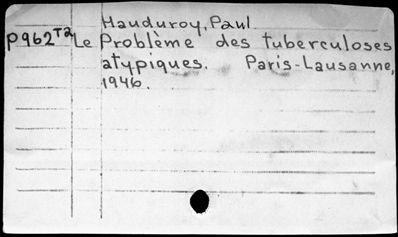 Hauduroy, Paul
P962Ta Le Problème des tuberculoses
atypiques. Paris-Lausanne,
1946.